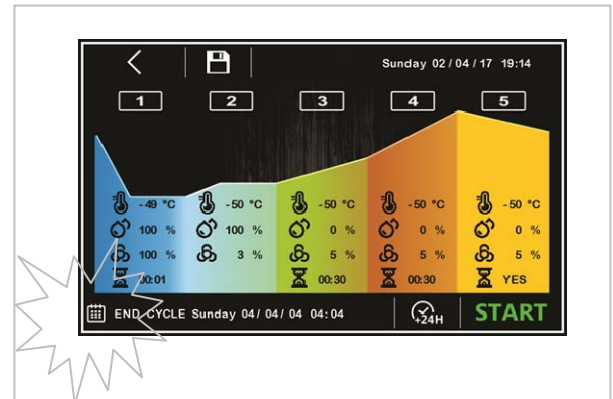 Sunday 02/04/17 19:14
1 2 3 4 5
-49 °C -50 °C -50 °C -50 °C -50 °C
100 % 100 % 0 % 0 % 0 %
100 % 3 % 5 % 5 % 5 %
00:01 00:30 00:30 YES
END CYCLE Sunday 04/04/04 04:04 +24H START